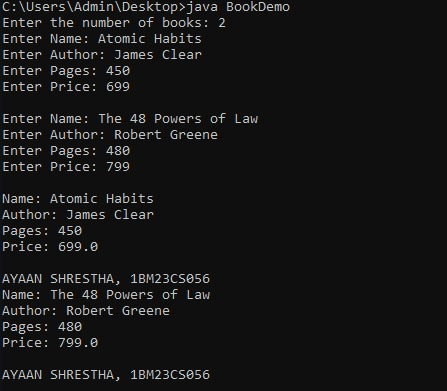 C:\Users\Admin\Desktop>java BookDemo
Enter the number of books: 2
Enter Name: Atomic Habits
Enter Author: James Clear
Enter Pages: 450
Enter Price: 699

Enter Name: The 48 Powers of Law
Enter Author: Robert Greene
Enter Pages: 480
Enter Price: 799

Name: Atomic Habits
Author: James Clear
Pages: 450
Price: 699.0

AYAAN SHRESTHA, 1BM23CS056
Name: The 48 Powers of Law
Author: Robert Greene
Pages: 480
Price: 799.0

AYAAN SHRESTHA, 1BM23CS056